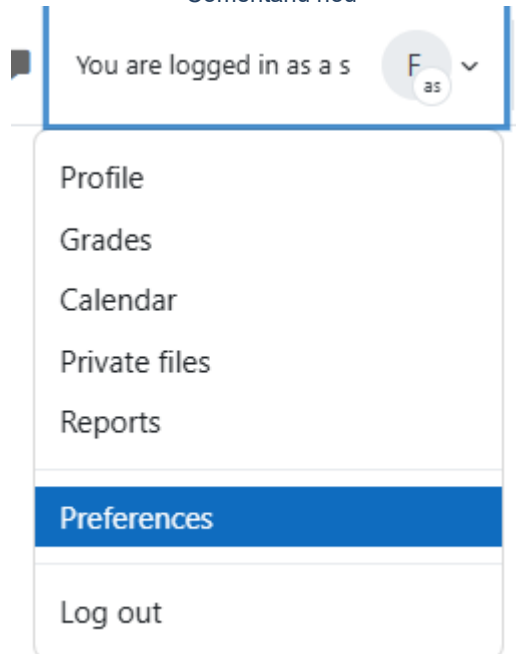 You are logged in as a s
F
as
Profile
Grades
Calendar
Private files
Reports
Preferences
Log out